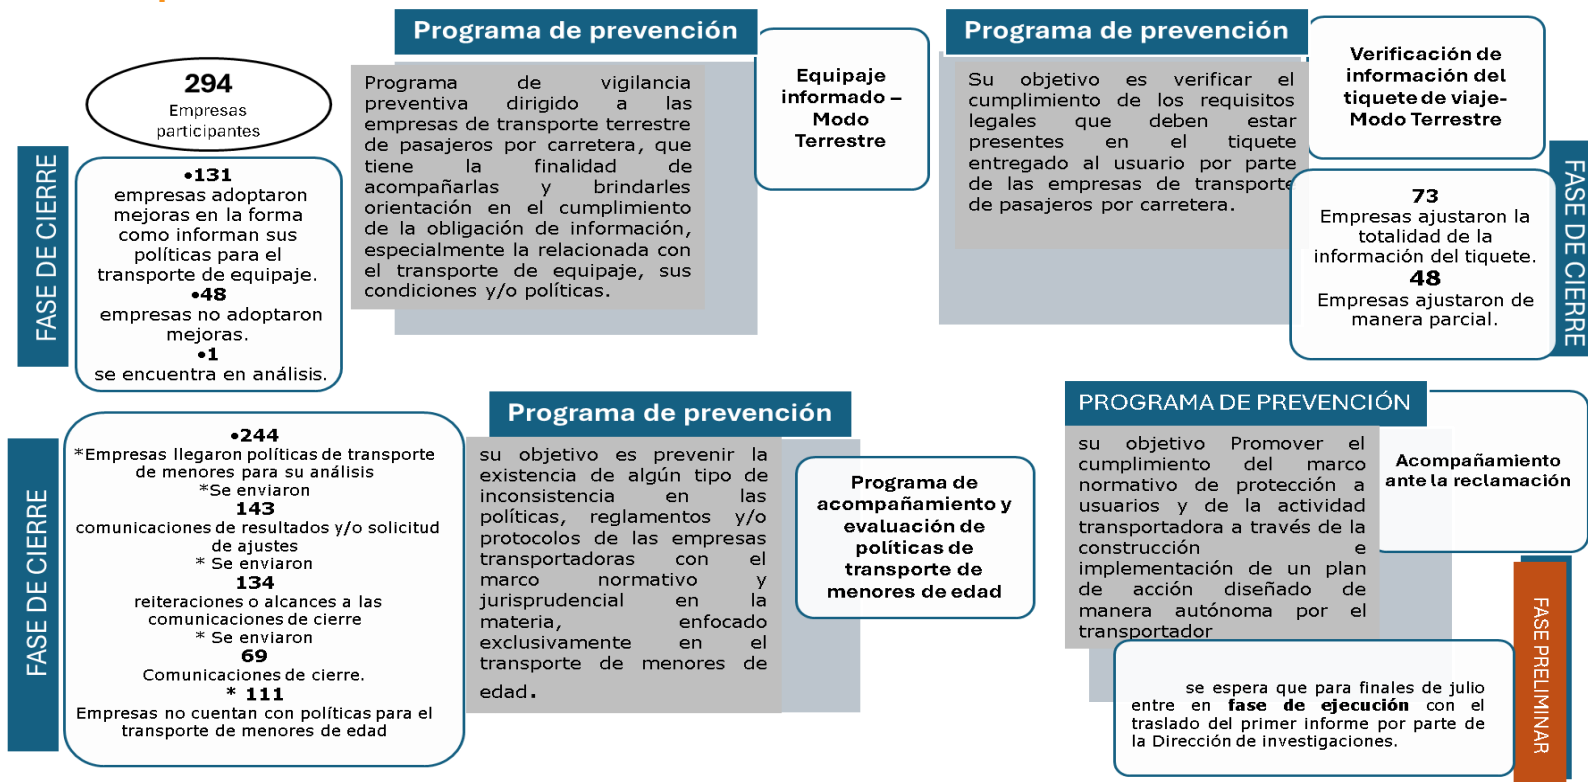 Programa de prevención
294
Empresas
participantes
Programa de vigilancia
preventiva dirigido a las
empresas de transporte terrestre
de pasajeros por carretera, que
tiene la finalidad de
acompañarlas y brindarles
orientación en el cumplimiento
de la obligación de información,
especialmente la relacionada con
el transporte de equipaje, sus
condiciones y/o políticas.
Equipaje
informado –
Modo
Terrestre
FASE DE CIERRE
•131
empresas adoptaron
mejoras en la forma
como informan sus
políticas para el
transporte de equipaje.
•48
empresas no adoptaron
mejoras.
•1
se encuentra en análisis.
Programa de prevención
Su objetivo es verificar el
cumplimiento de los requisitos
legales que deben estar
presentes en el tiquete
entregado al usuario por parte
de las empresas de transporte
de pasajeros por carretera.
Verificación de
información del
tiquete de viaje-
Modo Terrestre
73
Empresas ajustaron la
totalidad de la
información del tiquete.
48
Empresas ajustaron de
manera parcial.
FASE DE CIERRE
FASE DE CIERRE
•244
*Empresas llegaron políticas de transporte
de menores para su análisis
*Se enviaron
143
comunicaciones de resultados y/o solicitud
de ajustes
* Se enviaron
134
reiteraciones o alcances a las
comunicaciones de cierre
* Se enviaron
69
Comunicaciones de cierre.
* 111
Empresas no cuentan con políticas para el
transporte de menores de edad
Programa de prevención
su objetivo es prevenir la
existencia de algún tipo de
inconsistencia en las
políticas, reglamentos y/o
protocolos de las empresas
transportadoras con el
marco normativo y
jurisprudencial en la
materia, enfocado
exclusivamente en el
transporte de menores de
edad.
Programa de
acompañamiento y
evaluación de
políticas de
transporte de
menores de edad
PROGRAMA DE PREVENCIÓN
su objetivo Promover el
cumplimiento del marco
normativo de protección a
usuarios y de la actividad
transportadora a través de la
construcción e
implementación de un plan
de acción diseñado de
manera autónoma por el
transportador
Acompañamiento
ante la reclamación
se espera que para finales de julio
entre en fase de ejecución con el
traslado del primer informe por parte de
la Dirección de investigaciones.
FASE PRELIMINAR